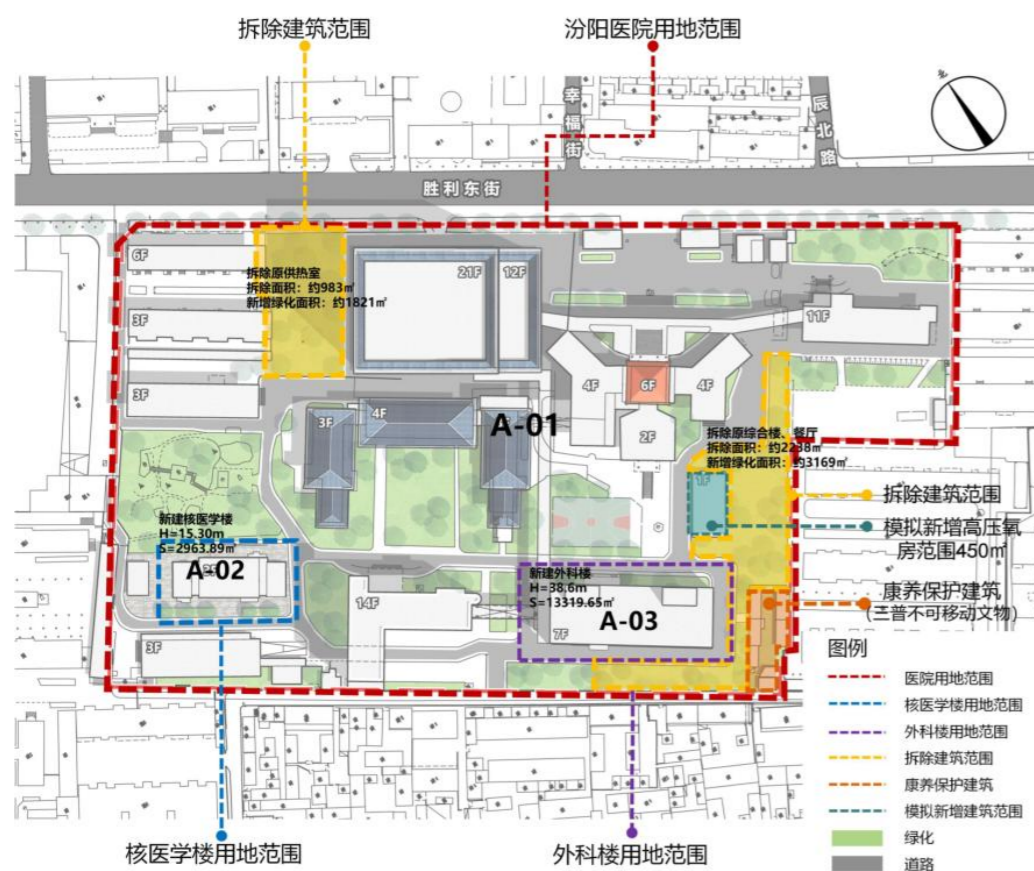 拆除建筑范围
汾阳医院用地范围
北
幸福街
辰北路
胜利东街
6F
21F
12F
拆除原供热室
拆除面积：约983㎡
新增绿化面积：约1821㎡
3F
11F
3F
4F
6F
4F
3F
4F
A-01
2F
拆除原综合楼、餐厅
拆除面积：约2238㎡
新增绿化面积：约3169㎡
1F
拆除建筑范围
模拟新增高压氧
房范围450㎡
新建核医学楼
H=15.30m
S=2963.89㎡
A-02
新建外科楼
H=38.6m
S=13319.65㎡
A-03
14F
7F
3F
康养保护建筑
（三普不可移动文物）
图例
医院用地范围
核医学楼用地范围
外科楼用地范围
拆除建筑范围
康养保护建筑
模拟新增建筑范围
绿化
道路
核医学楼用地范围
外科楼用地范围